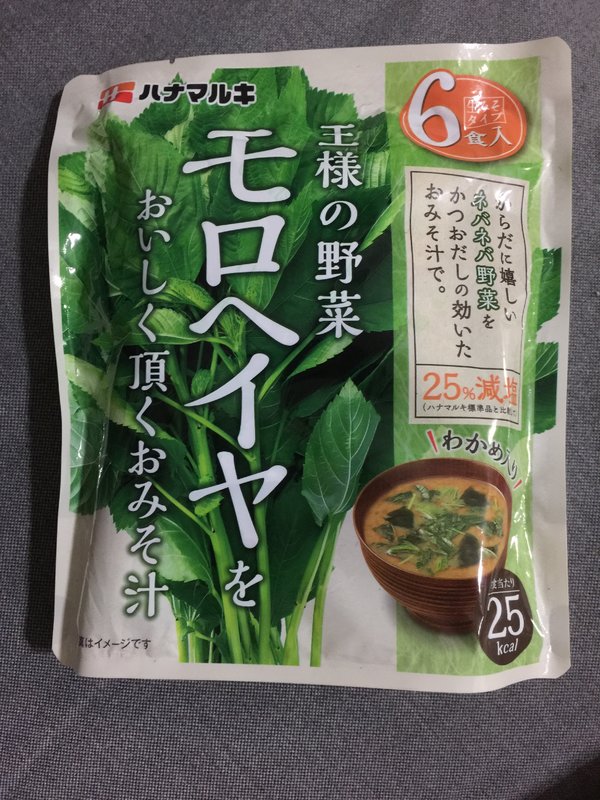 ハナマルキ
王様の野菜
モロヘイヤを
おいしく頂くおみそ汁
6
食入
生みそ
タイプ
からだに嬉しい
ネバネバ野菜を
かつおだしの効いた
おみそ汁で。
25%減塩
(ハナマルキ標準品と比較
わかめ入り
食当たり
25
kcal
真はイメージです